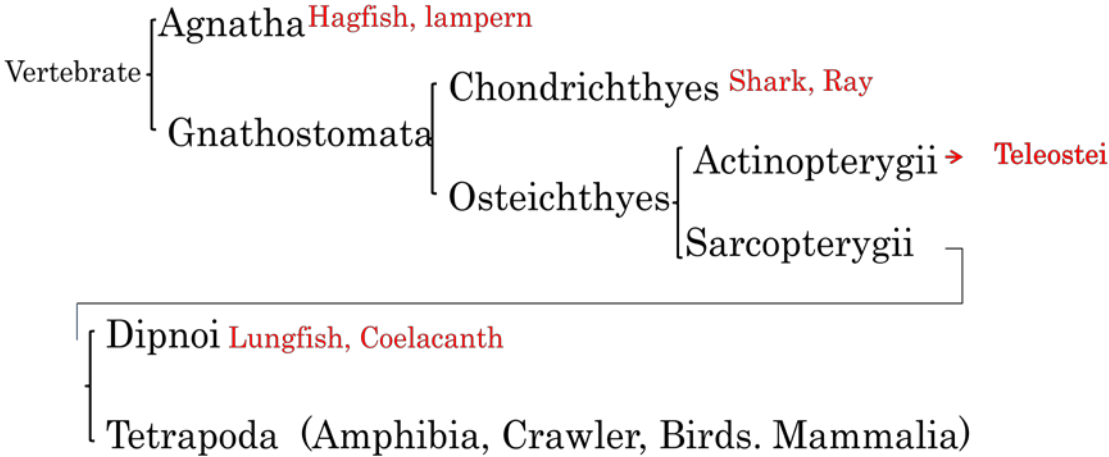 Agnatha Hagfish, lampern
Vertebrate
Chondrichthyes Shark, Ray
Gnathostomata
Actinopterygii → Teleostei
Osteichthyes
Sarcopterygii
Dipnoi Lungfish, Coelacanth
Tetrapoda (Amphibia, Crawler, Birds. Mammalia)